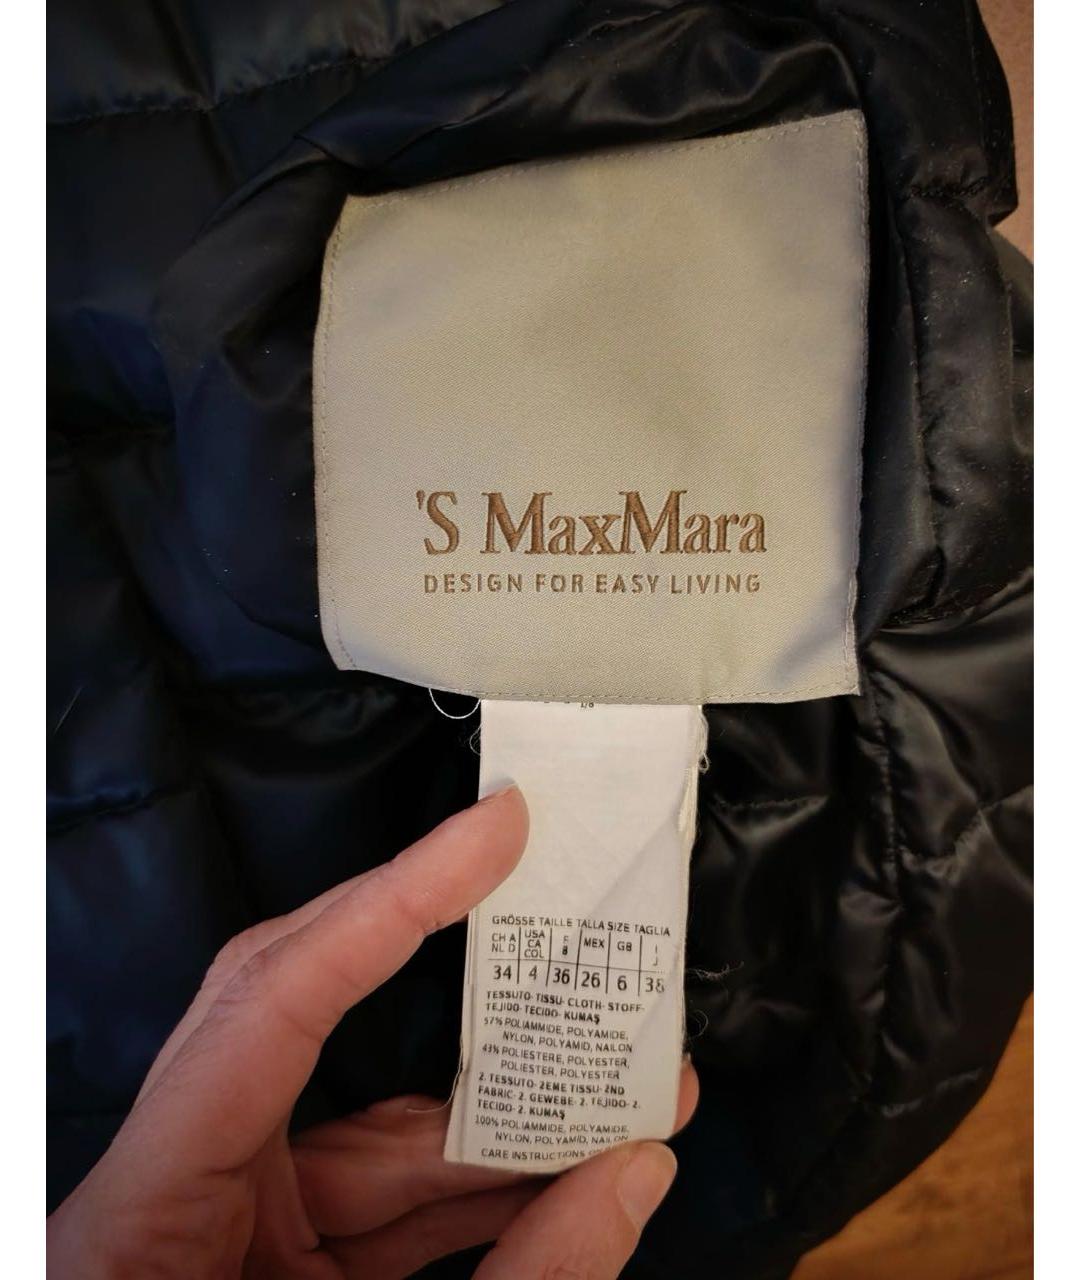 'S MaxMara
DESIGN FOR EASY LIVING
1/8
GRÖSSE TAILLE TALLA SIZE TAGLIA
CH A NL D USA CA COL F B MEX GB I J
34 4 36 26 6 38
TESSUTO- TISSU- CLOTH- STOFF-
TEJIDO- TECIDO- KUMAŞ
57% POLIAMMIDE, POLYAMIDE,
NYLON, POLYAMID, NAILON
43% POLIESTERE, POLYESTER,
POLIESTER, POLYESTER
2. TESSUTO- 2EME TISSU- 2ND
FABRIC- 2. GEWEBE- 2. TEJIDO- 2.
TECIDO- 2. KUMAŞ
100% POLIAMMIDE, POLYAMIDE,
NYLON, POLYAMID, NAILON
CARE INSTRUCTIONS